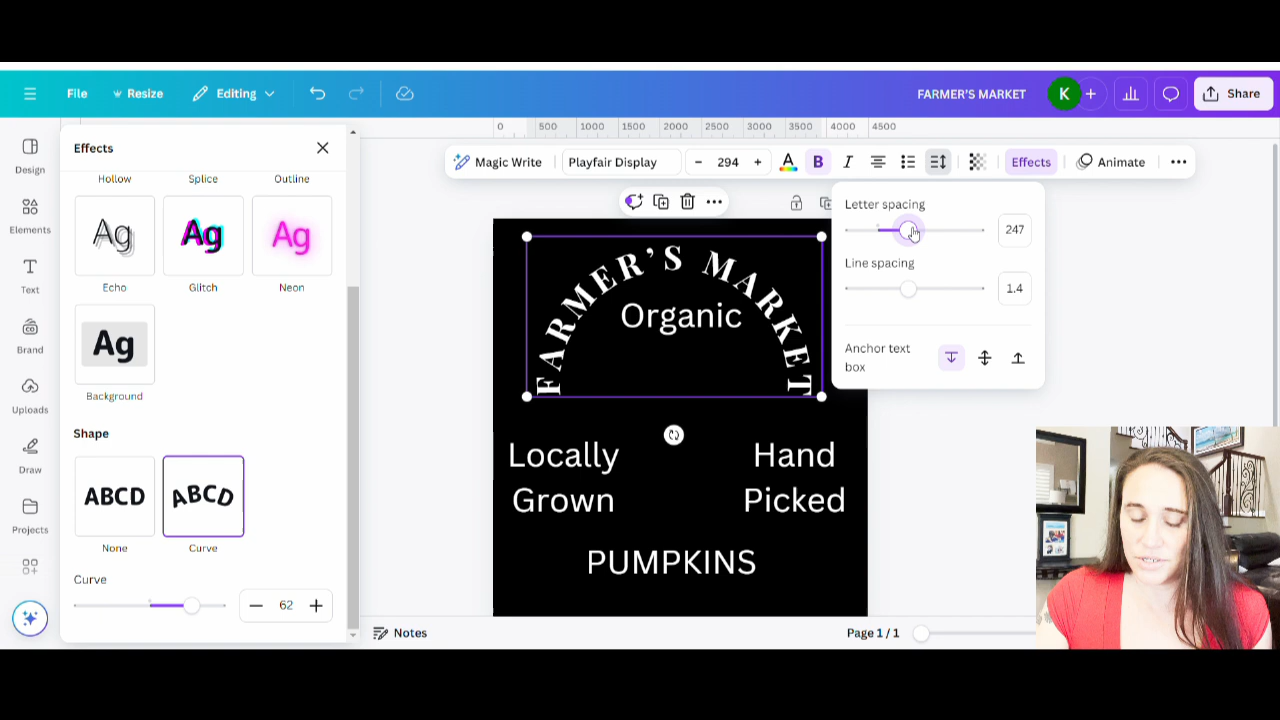 File
Resize
Editing
FARMER'S MARKET
K
Share
0 500 1000 1500 2000 2500 3000 3500 4000 4500
Design
Elements
Text
Brand
Uploads
Draw
Projects
Effects
Hollow
Splice
Outline
Ag
Ag
Ag
Echo
Glitch
Neon
Ag
Background
Shape
ABCD
ABCD
None
Curve
Curve
62
Magic Write
Playfair Display
294
A
B
I
Effects
Animate
Letter spacing
247
Line spacing
1.4
Anchor text
box
FARMER'S MARKET
Organic
Locally
Grown
Hand
Picked
PUMPKINS
Notes
Page 1 / 1